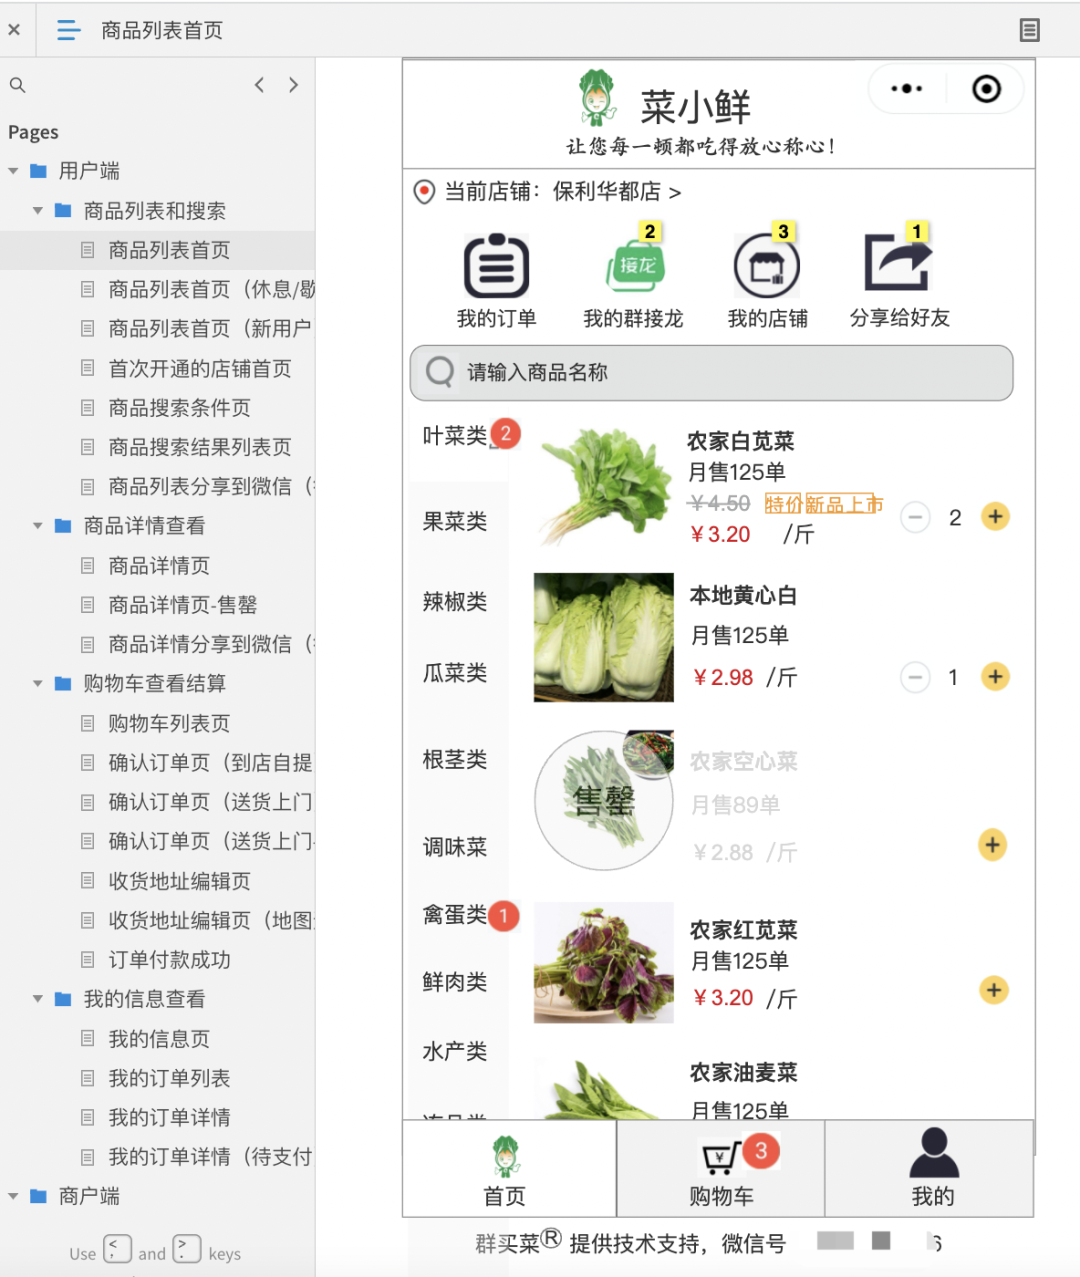 商品列表首页
Pages
用户端
商品列表和搜索
商品列表首页
商品列表首页（休息/歇
商品列表首页（新用户
首次开通的店铺首页
商品搜索条件页
商品搜索结果列表页
商品列表分享到微信（
商品详情查看
商品详情页
商品详情页-售罄
商品详情分享到微信（
购物车查看结算
购物车列表页
确认订单页（到店自提
确认订单页（送货上门
确认订单页（送货上门
收货地址编辑页
收货地址编辑页（地图
订单付款成功
我的信息查看
我的信息页
我的订单列表
我的订单详情
我的订单详情（待支付
商户端
Use < , and > . keys
菜小鲜
让您每一顿都吃得放心称心！
当前店铺：保利华都店 >
2
3
1
接龙
我的订单
我的群接龙
我的店铺
分享给好友
请输入商品名称
叶菜类 2
果菜类
辣椒类
瓜菜类
根茎类
调味菜
禽蛋类 1
鲜肉类
水产类
农家白苋菜
月售125单
￥4.50 特价 新品上市
￥3.20 /斤
2
本地黄心白
月售125单
￥2.98 /斤
1
售罄
农家空心菜
月售89单
￥2.88 /斤
农家红苋菜
月售125单
￥3.20 /斤
农家油麦菜
月售125单
首页
¥ 3
购物车
我的
群买菜® 提供技术支持，微信号